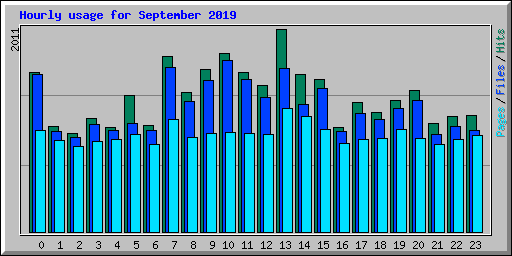 Hourly usage for September 2019
2011
Pages/Files/Hits
0 1 2 3 4 5 6 7 8 9 10 11 12 13 14 15 16 17 18 19 20 21 22 23